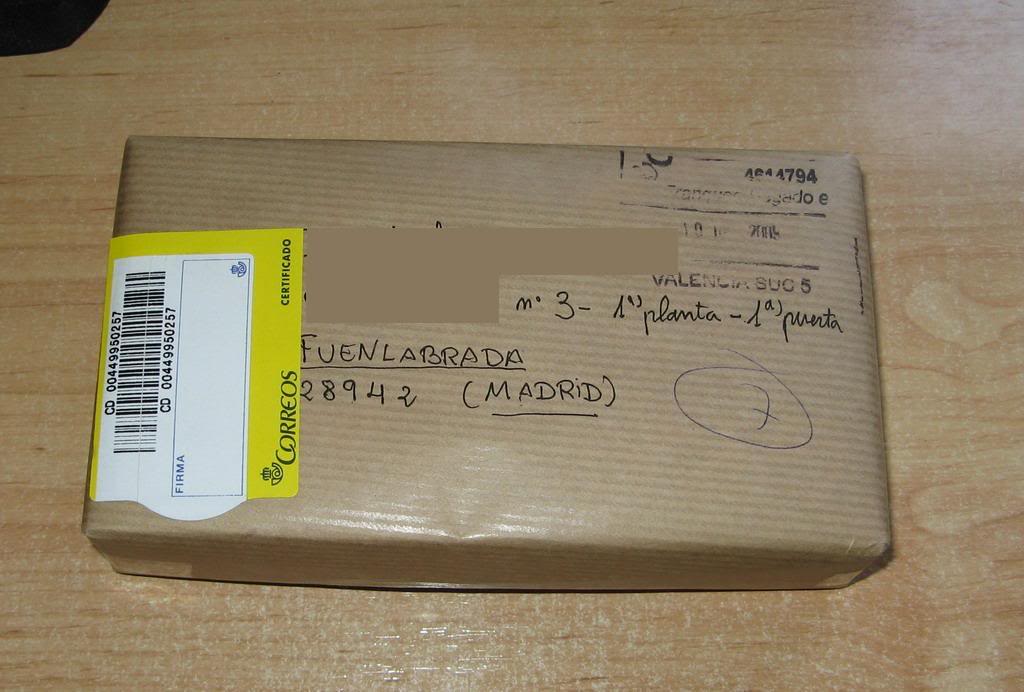 VALENCIA SUC 5
nº 3 - 1ª planta - 1ª puerta
FUENLABRADA
28942 (MADRID)
7
CERTIFICADO
CORREOS
FIRMA
CD 00449950257
CD 00449950257